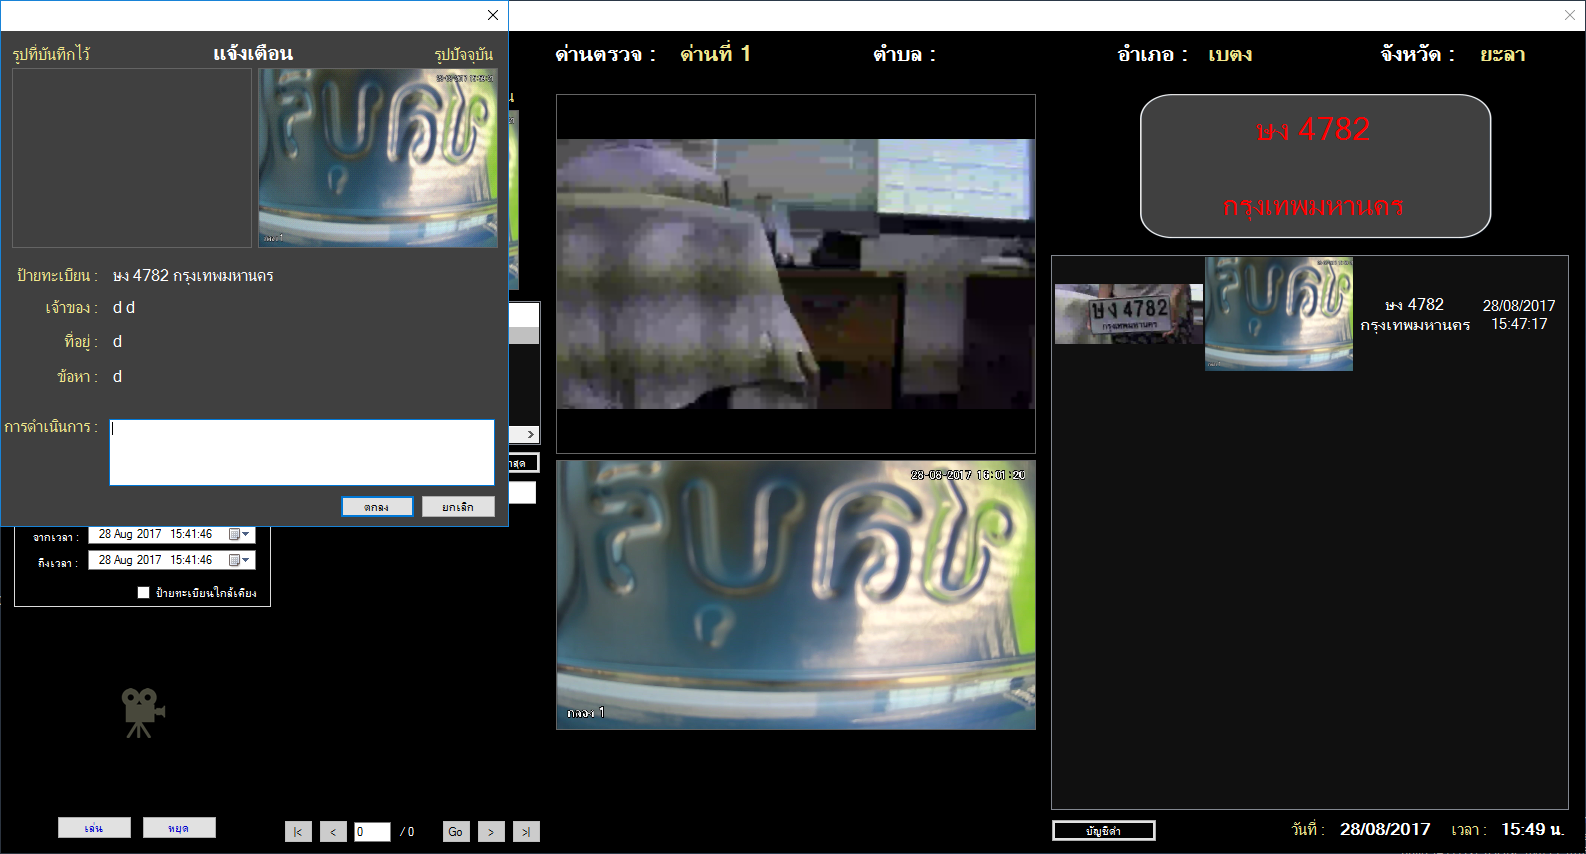 รูปที่บันทึกไว้ แจ้งเตือน รูปปัจจุบัน
ด่านตรวจ : ด่านที่ 1 ตำบล : อำเภอ : เบตง จังหวัด : ยะลา
ษง 4782
กรุงเทพมหานคร
ป้ายทะเบียน : ษง 4782 กรุงเทพมหานคร
เจ้าของ : d d
ที่อยู่ : d
ข้อหา : d
การดำเนินการ :
ตกลง ยกเลิก
จากเวลา : 28 Aug 2017 15:41:46
ถึงเวลา : 28 Aug 2017 15:41:46
ป้ายทะเบียนใกล้เคียง
เล่น หยุด
|< < 0 / 0 Go > >|
28-08-2017 16:01:20
กล้อง 1
ษง 4782
กรุงเทพมหานคร
ษง 4782
กรุงเทพมหานคร
28/08/2017
15:47:17
บัญชีดำ
วันที่ : 28/08/2017 เวลา : 15:49 น.